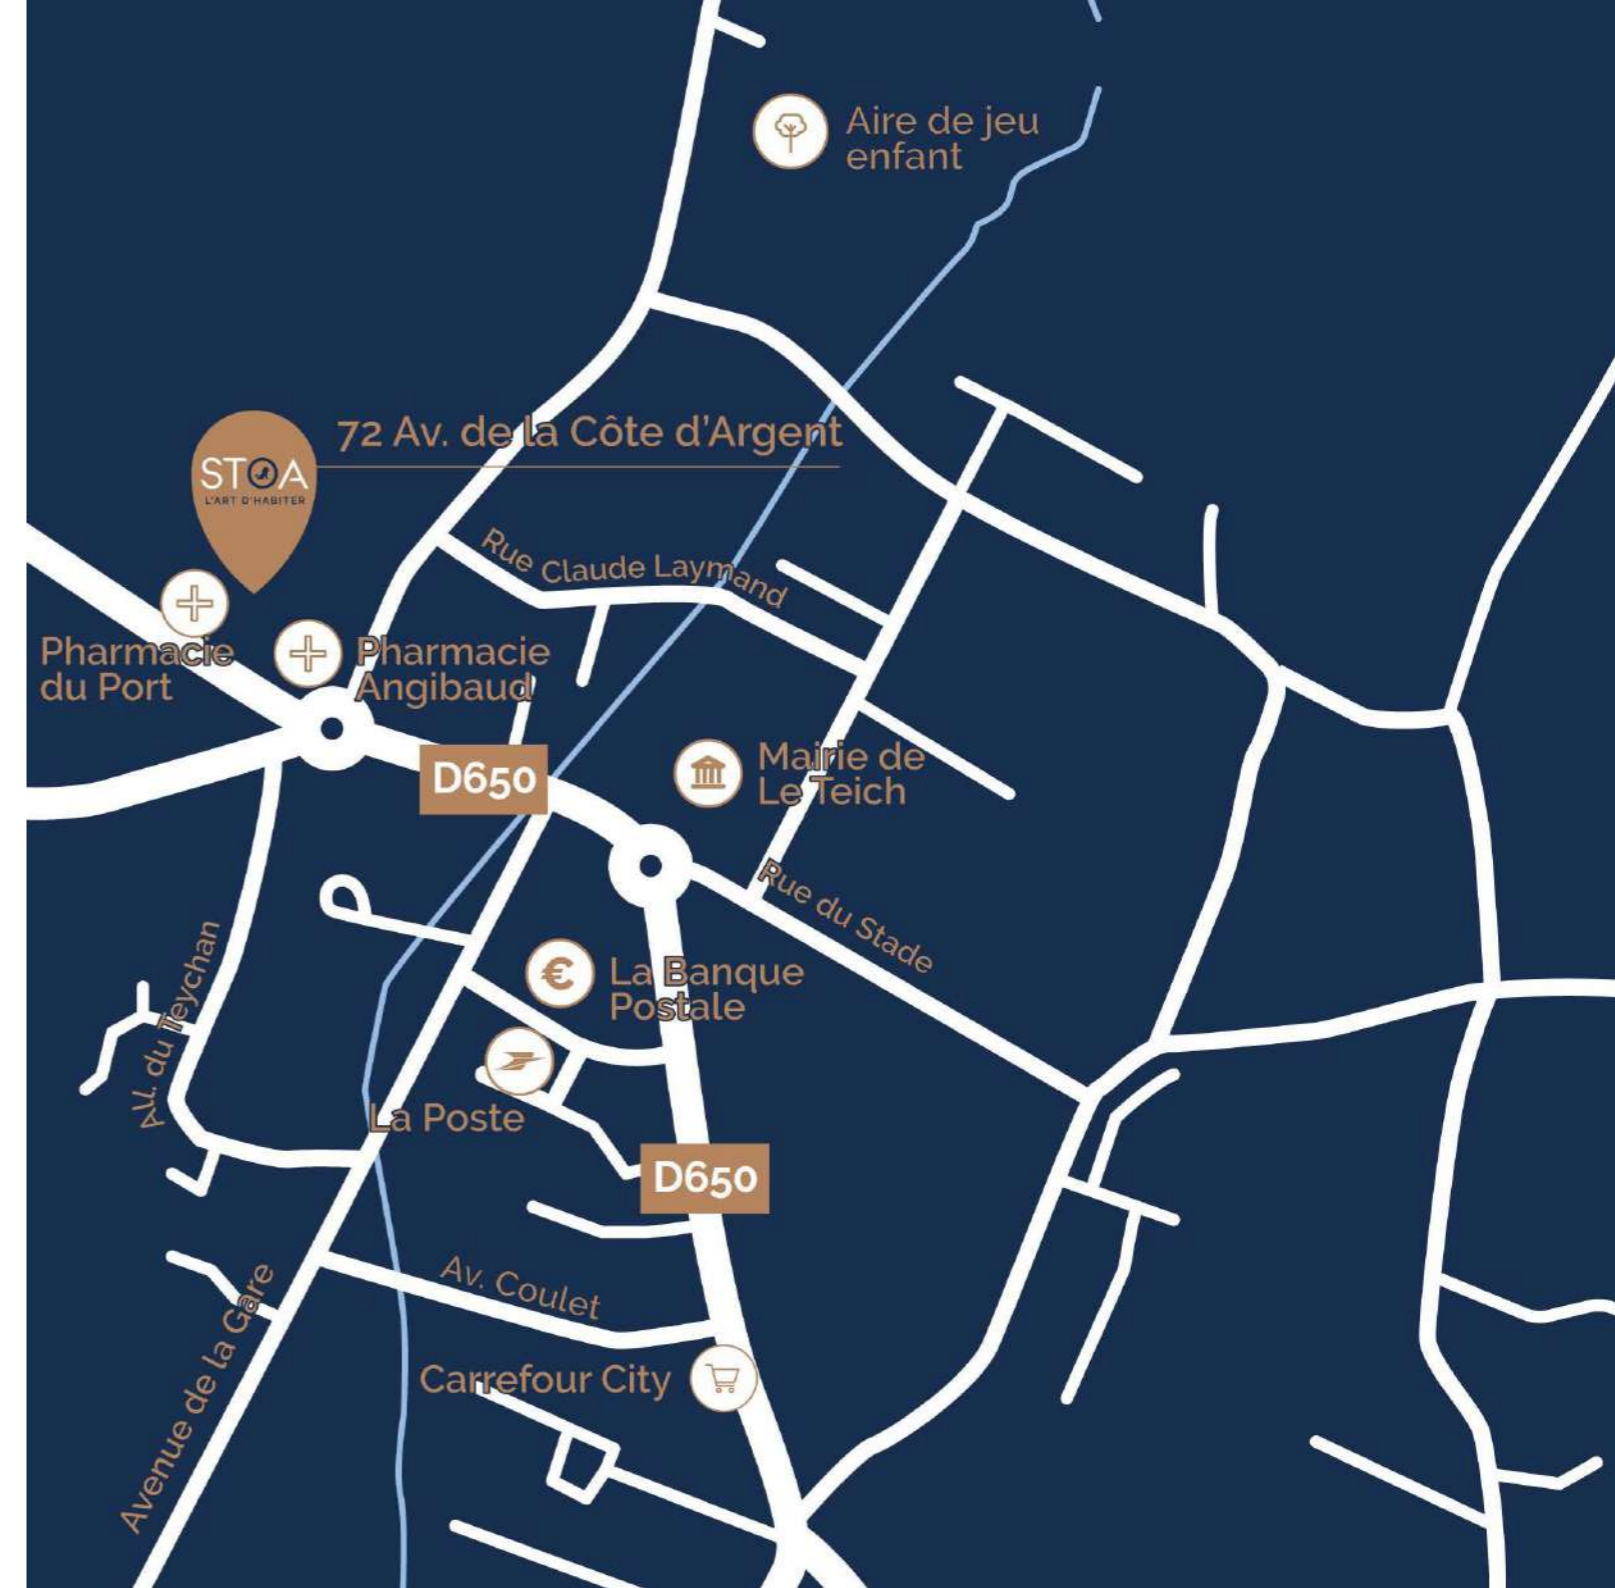 Aire de jeu
enfant
72 Av. de la Côte d'Argent
STOA
L'ART D'HABITER
Rue Claude Laymand
Pharmacie
du Port
Pharmacie
Angibaud
D650
Mairie de
Le Teich
Rue du Stade
La Banque
Postale
All. du Teychan
La Poste
D650
Av. Coulet
Avenue de la Gare
Carrefour City